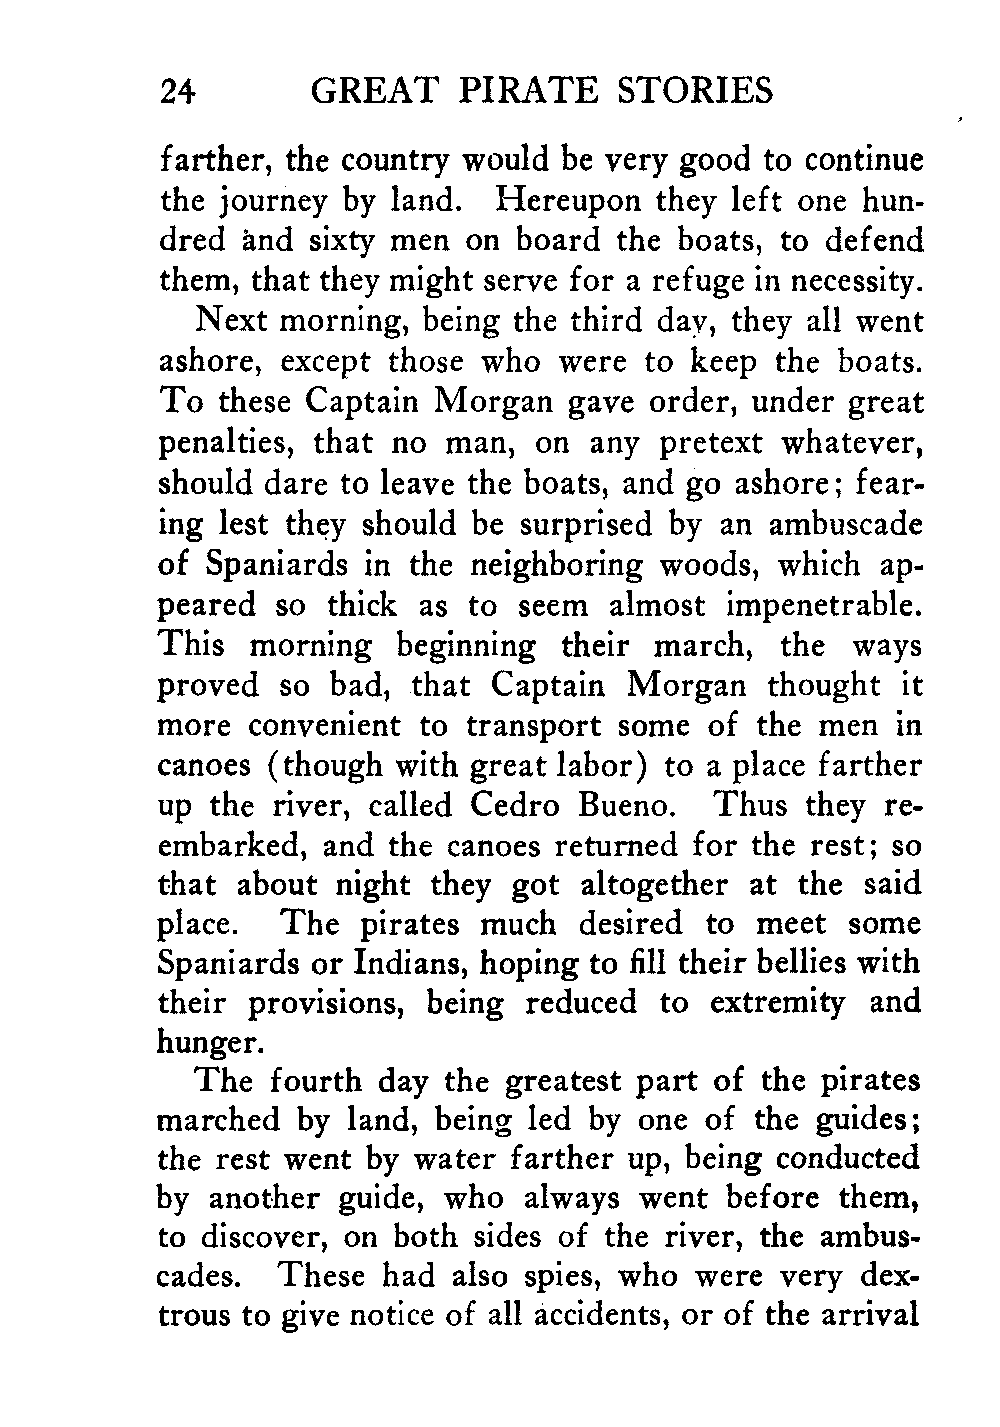 24 GREAT PIRATE STORIES
farther, the country would be very good to continue
the journey by land. Hereupon they left one hun-
dred and sixty men on board the boats, to defend
them, that they might serve for a refuge in necessity.
Next morning, being the third day, they all went
ashore, except those who were to keep the boats.
To these Captain Morgan gave order, under great
penalties, that no man, on any pretext whatever,
should dare to leave the boats, and go ashore; fear-
ing lest they should be surprised by an ambuscade
of Spaniards in the neighboring woods, which ap-
peared so thick as to seem almost impenetrable.
This morning beginning their march, the ways
proved so bad, that Captain Morgan thought it
more convenient to transport some of the men in
canoes (though with great labor) to a place farther
up the river, called Cedro Bueno. Thus they re-
embarked, and the canoes returned for the rest; so
that about night they got altogether at the said
place. The pirates much desired to meet some
Spaniards or Indians, hoping to fill their bellies with
their provisions, being reduced to extremity and
hunger.
The fourth day the greatest part of the pirates
marched by land, being led by one of the guides;
the rest went by water farther up, being conducted
by another guide, who always went before them,
to discover, on both sides of the river, the ambus-
cades. These had also spies, who were very dex-
trous to give notice of all accidents, or of the arrival